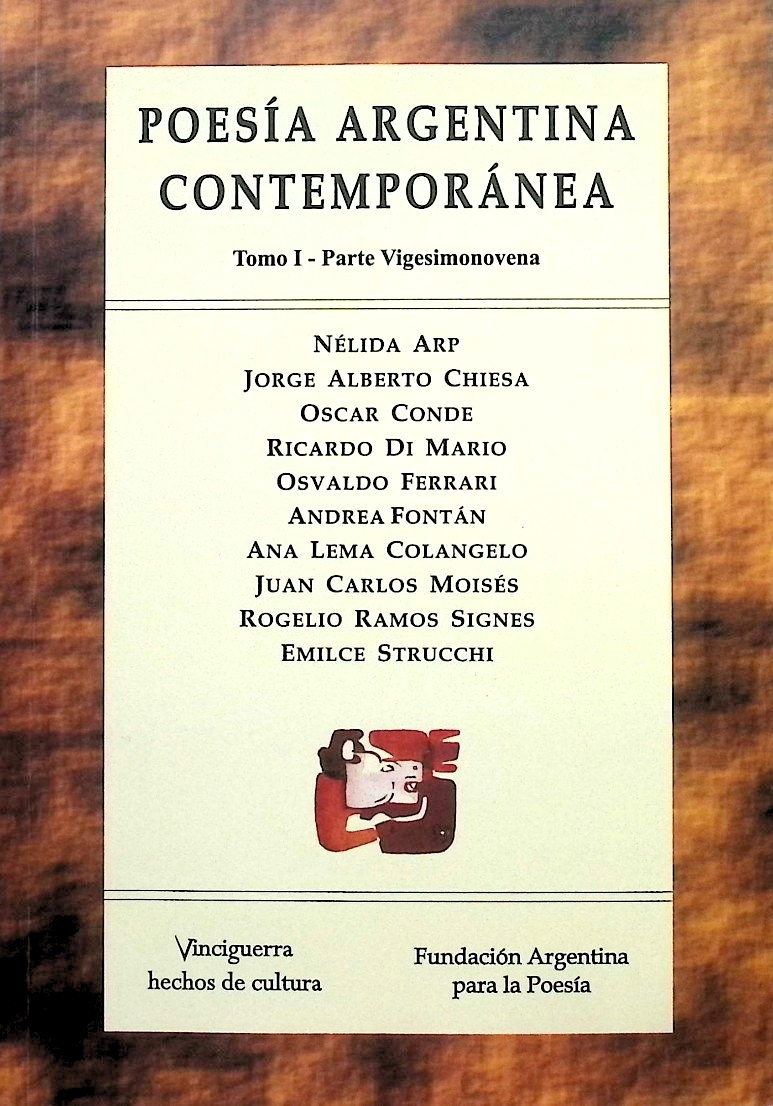 POESÍA ARGENTINA
CONTEMPORÁNEA
Tomo I - Parte Vigesimonovena
NÉLIDA ARP
JORGE ALBERTO CHIESA
OSCAR CONDE
RICARDO DI MARIO
OSVALDO FERRARI
ANDREA FONTÁN
ANA LEMA COLANGELO
JUAN CARLOS MOISÉS
ROGELIO RAMOS SIGNES
EMILCE STRUCCHI
Vinciguerra
hechos de cultura
Fundación Argentina
para la Poesía